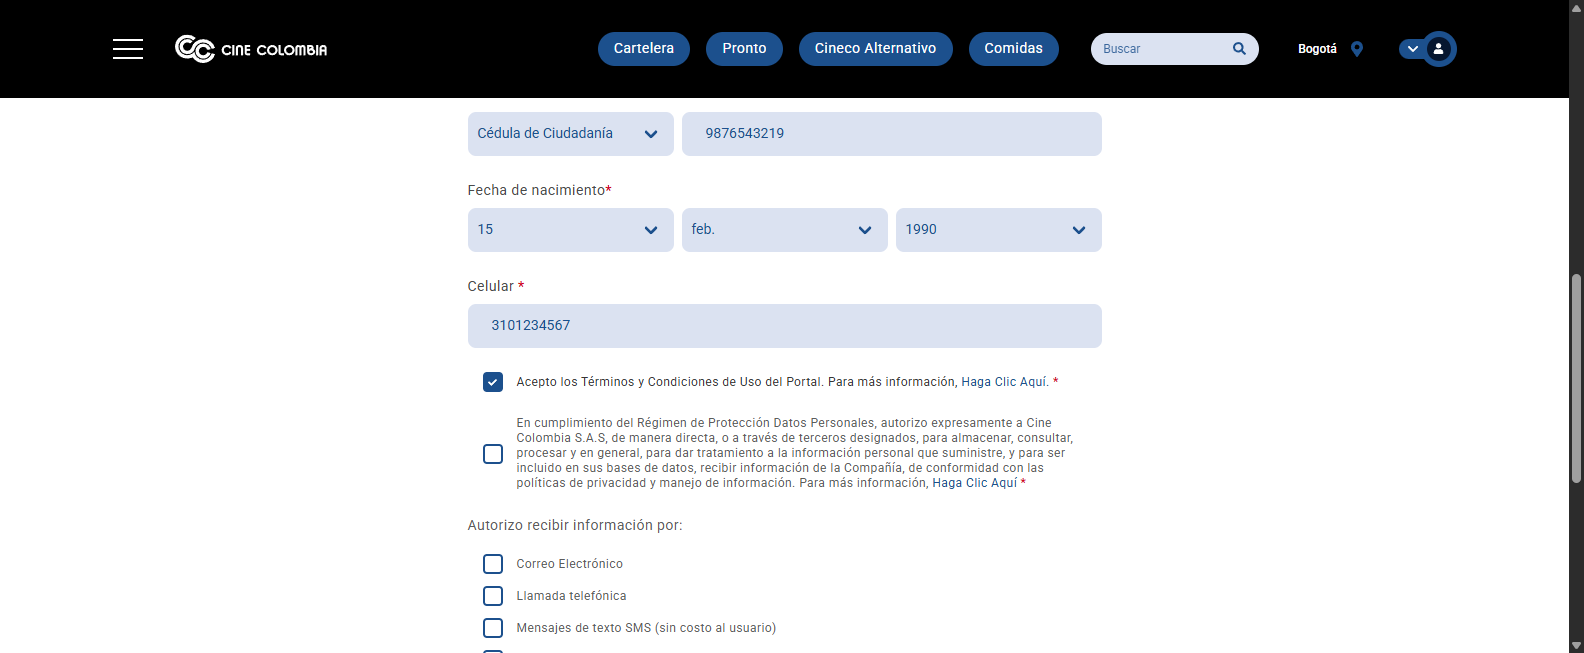 CINE COLOMBIA
Cartelera
Pronto
Cineco Alternativo
Comidas
Buscar
Bogotá
Cédula de Ciudadanía
9876543219
Fecha de nacimiento*
15
feb.
1990
Celular *
3101234567
Acepto los Términos y Condiciones de Uso del Portal. Para más información, Haga Clic Aquí. *
En cumplimiento del Régimen de Protección Datos Personales, autorizo expresamente a Cine
Colombia S.A.S, de manera directa, o a través de terceros designados, para almacenar, consultar,
procesar y en general, para dar tratamiento a la información personal que suministre, y para ser
incluido en sus bases de datos, recibir información de la Compañía, de conformidad con las
políticas de privacidad y manejo de información. Para más información, Haga Clic Aquí *
Autorizo recibir información por:
Correo Electrónico
Llamada telefónica
Mensajes de texto SMS (sin costo al usuario)